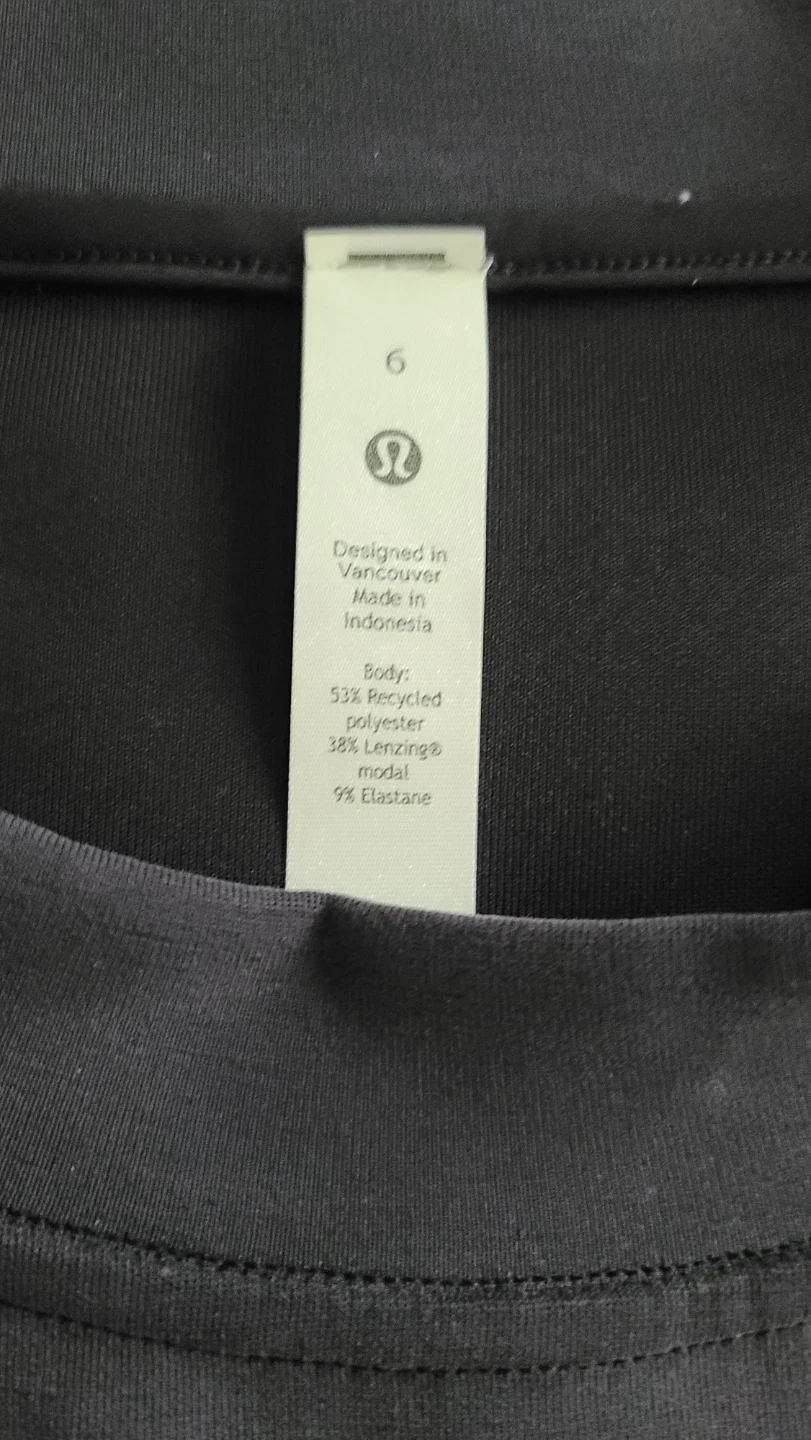 6
Designed in
Vancouver
Made in
Indonesia
Body:
53% Recycled
polyester
38% Lenzing®
modal
9% Elastane